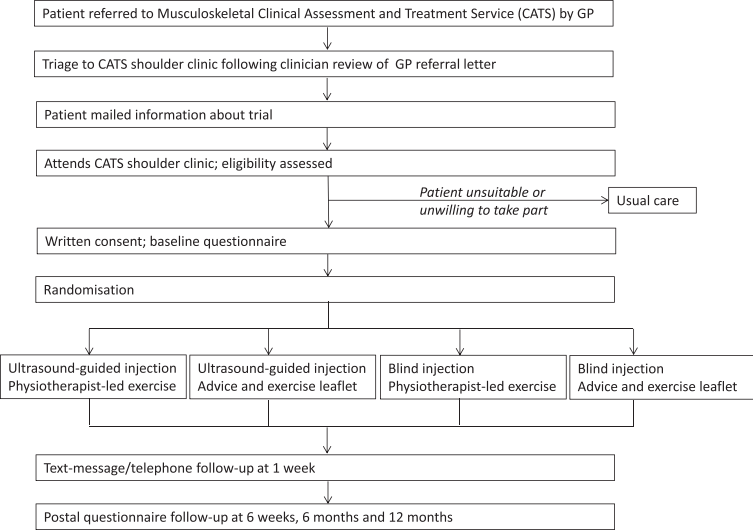 Patient referred to Musculoskeletal Clinical Assessment and Treatment Service (CATS) by GP
Triage to CATS shoulder clinic following clinician review of GP referral letter
Patient mailed information about trial
Attends CATS shoulder clinic; eligibility assessed
Patient unsuitable or
unwilling to take part
Usual care
Written consent; baseline questionnaire
Randomisation
Ultrasound-guided injection
Physiotherapist-led exercise
Ultrasound-guided injection
Advice and exercise leaflet
Blind injection
Physiotherapist-led exercise
Blind injection
Advice and exercise leaflet
Text-message/telephone follow-up at 1 week
Postal questionnaire follow-up at 6 weeks, 6 months and 12 months